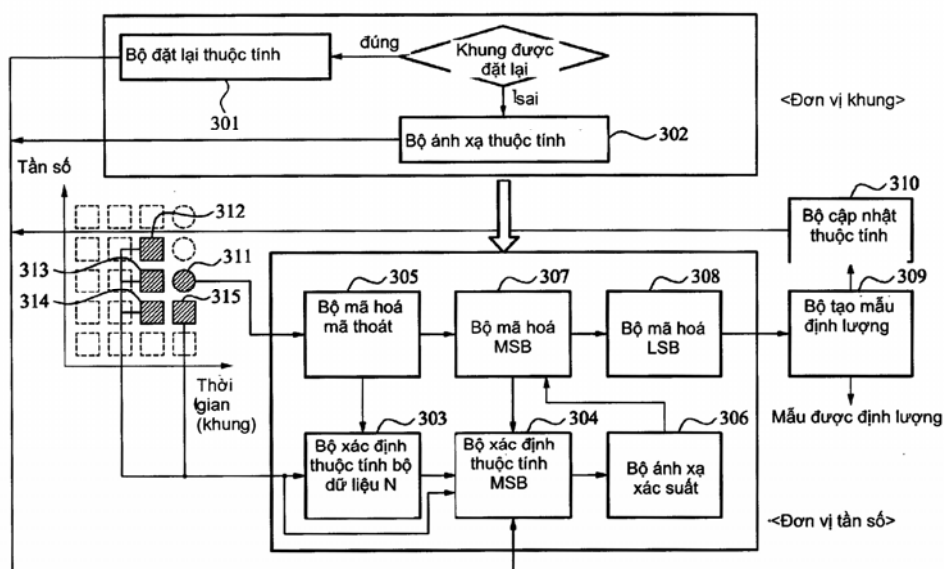 Bộ đặt lại thuộc tính
đúng
Khung được
đặt lại
301
sai
<Đơn vị khung>
Bộ ánh xạ thuộc tính
302
Tần số
312
313
311
314
315
310
Bộ cập nhật
thuộc tính
305
Bộ mã hoá
mã thoát
307
Bộ mã hoá
MSB
308
Bộ mã hoá
LSB
309
Bộ tạo mẫu
định lượng
Thời
gian
(khung)
Mẫu được định lượng
303
Bộ xác định
thuộc tính bộ
dữ liệu N
304
Bộ xác định
thuộc tính
MSB
306
Bộ ánh xạ
xác suất
<Đơn vị tần số>